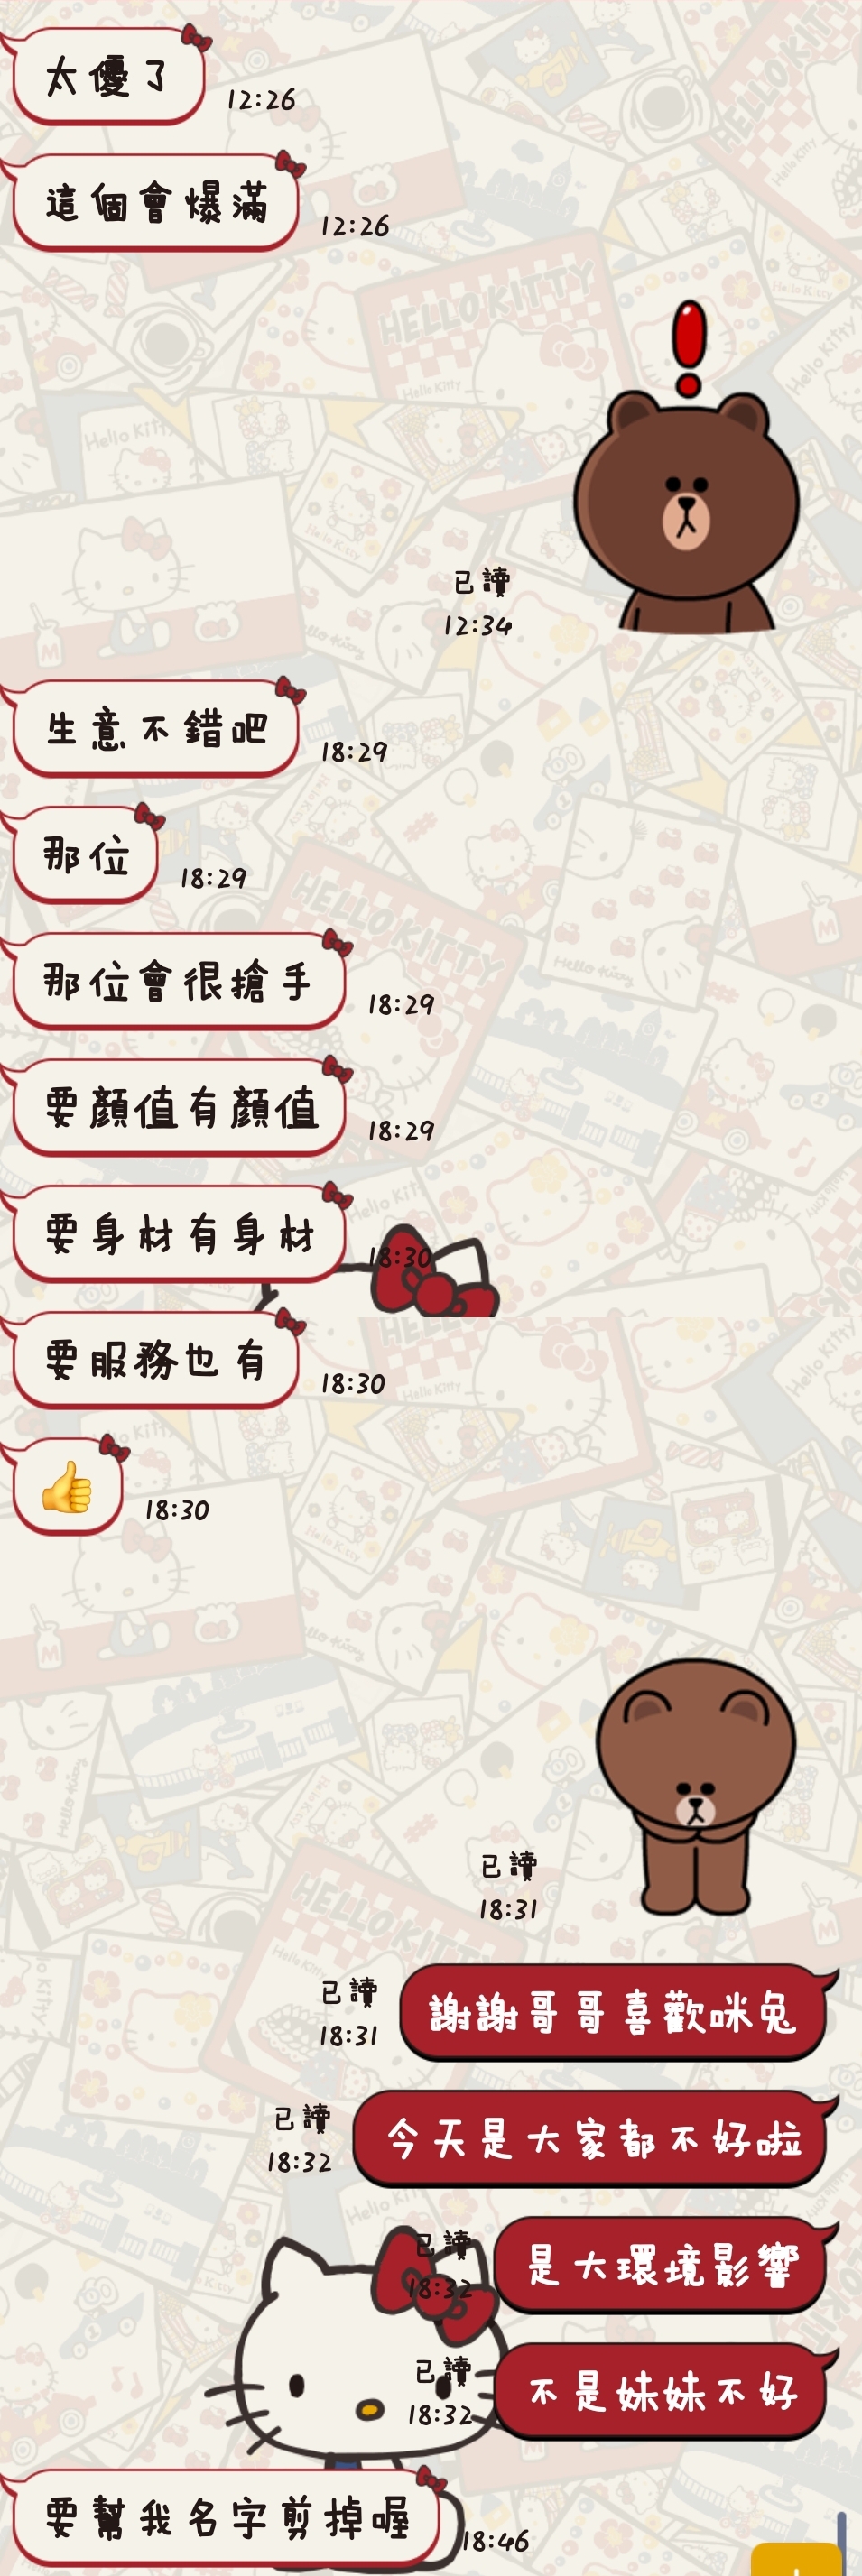 太優了
12:26
這個會爆滿
12:26
已讀
12:34
生意不錯吧
18:29
那位
18:29
那位會很搶手
18:29
要顏值有顏值
18:29
要身材有身材
18:30
要服務也有
18:30
👍
18:30
已讀
18:31
已讀
18:31
謝謝哥哥喜歡咪兔
已讀
18:32
今天是大家都不好啦
已讀
18:32
是大環境影響
已讀
18:32
不是妹妹不好
要幫我名字剪掉喔
18:46
HELLO KITTY
Hello Kitty